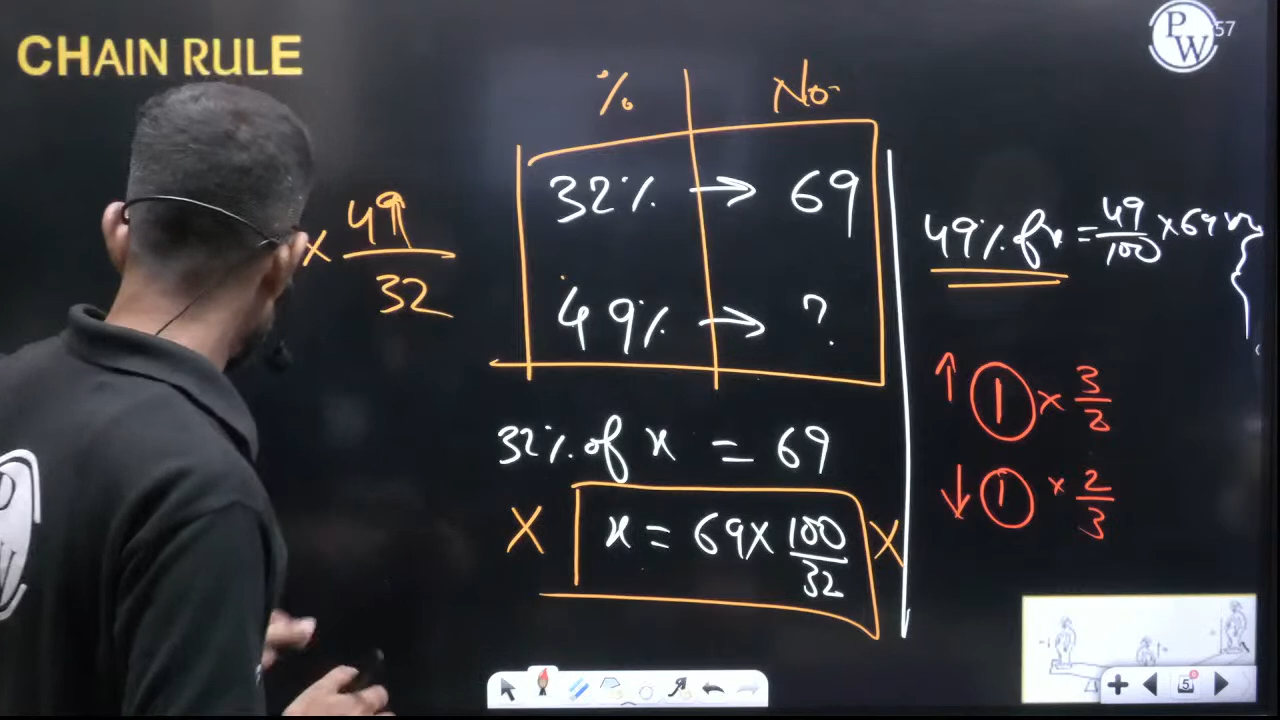 CHAIN RULE
PW
57
% No.
32% → 69
× 49/32
49% → ?
49% of x = 49/100 × 69
32% of x = 69
× x = 69 × 100/32 ×
↑ 1 × 3/2
↓ 1 × 2/3
PW